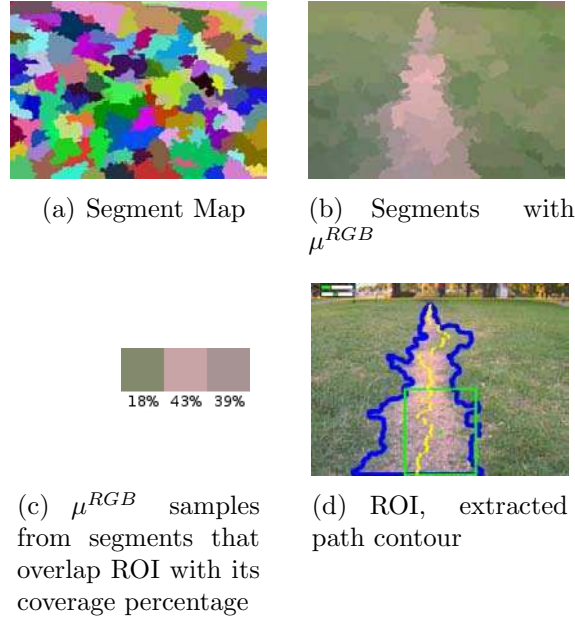 (a) Segment Map
(b) Segments with
μ^RGB
18% 43% 39%
(c) μ^RGB samples
from segments that
overlap ROI with its
coverage percentage
(d) ROI, extracted
path contour